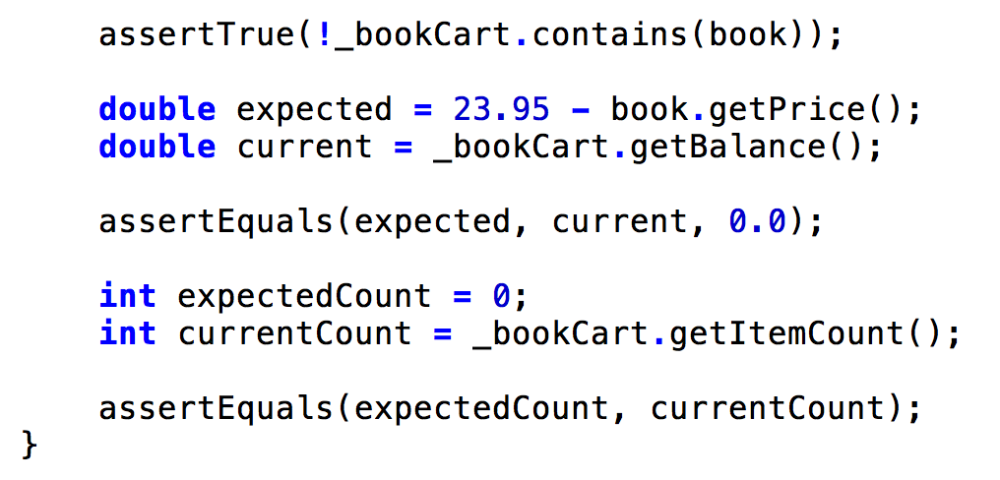 assertTrue(!_bookCart.contains(book));
double expected = 23.95 - book.getPrice();
double current = _bookCart.getBalance();
assertEquals(expected, current, 0.0);
int expectedCount = 0;
int currentCount = _bookCart.getItemCount();
assertEquals(expectedCount, currentCount);
}